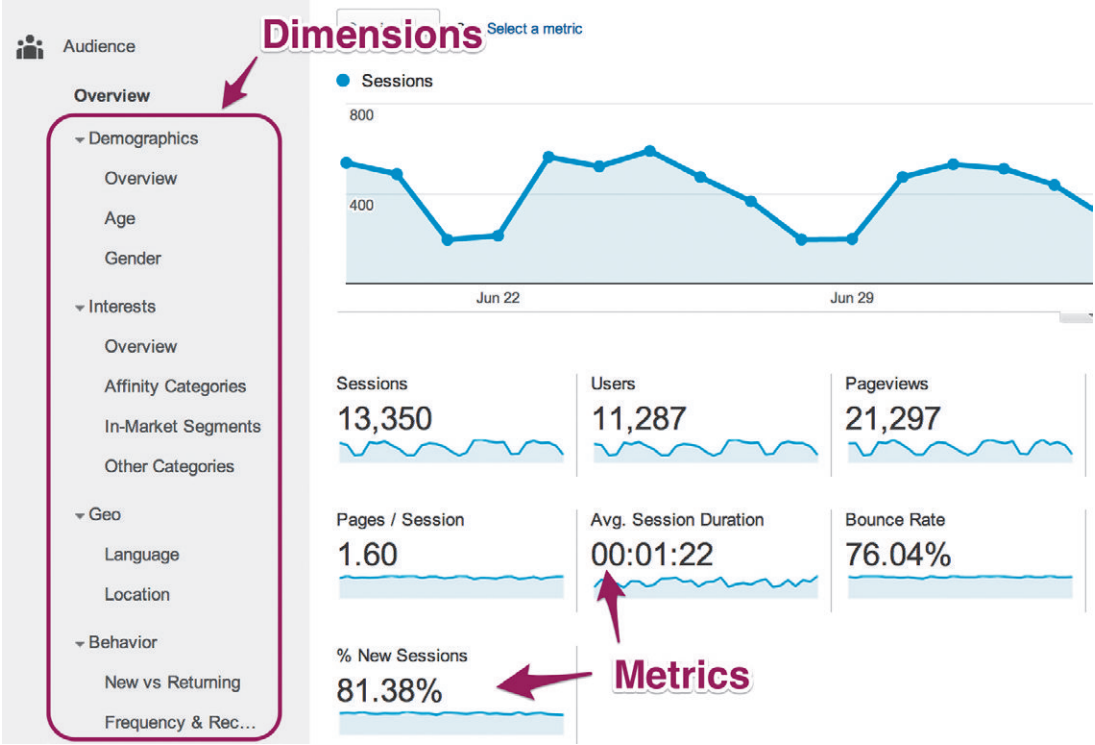 Dimensions
Select a metric
Audience
Overview
Demographics
Overview
Age
Gender
Interests
Overview
Affinity Categories
In-Market Segments
Other Categories
Geo
Language
Location
Behavior
New vs Returning
Frequency & Rec...
Sessions
800
400
Jun 22
Jun 29
Sessions
13,350
Users
11,287
Pageviews
21,297
Pages / Session
1.60
Avg. Session Duration
00:01:22
Bounce Rate
76.04%
% New Sessions
81.38%
Metrics